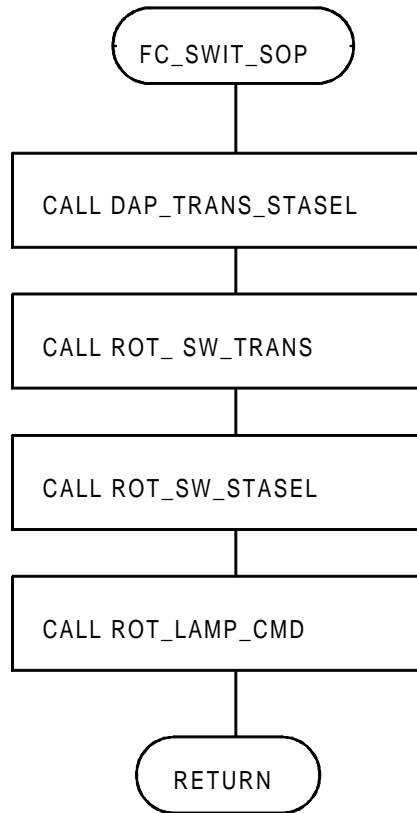 FC_SWIT_SOP
CALL DAP_TRANS_STASEL
CALL ROT_ SW_TRANS
CALL ROT_SW_STASEL
CALL ROT_LAMP_CMD
RETURN